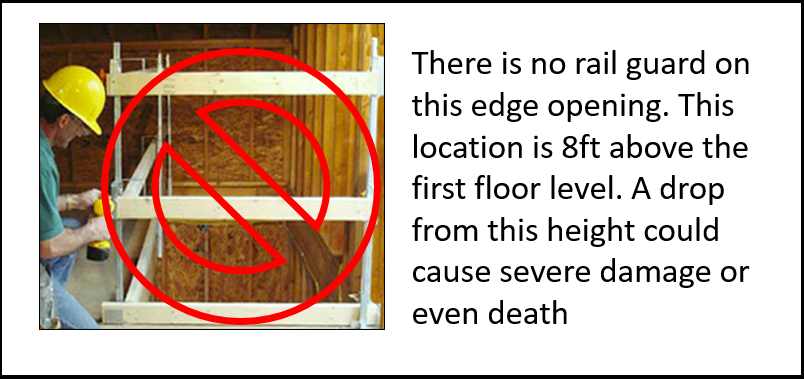 There is no rail guard on
this edge opening. This
location is 8ft above the
first floor level. A drop
from this height could
cause severe damage or
even death